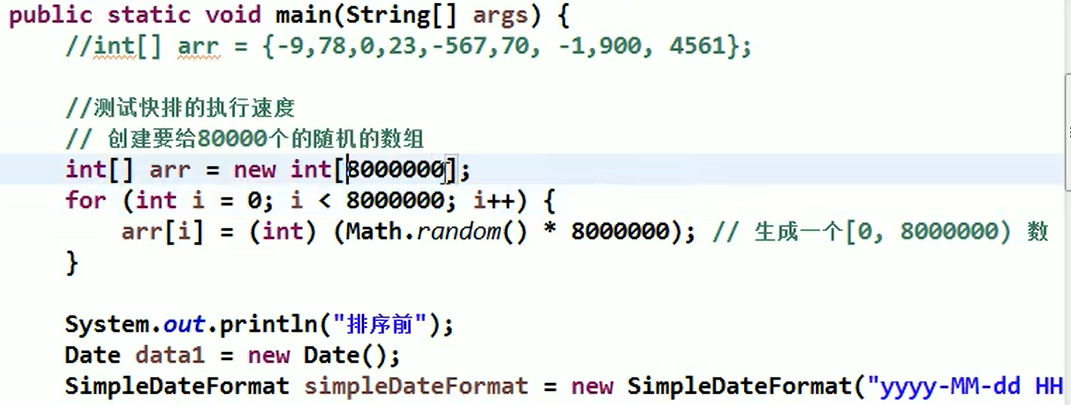 public static void main(String[] args) {
//int[] arr = {-9,78,0,23,-567,70, -1,900, 4561};
//测试快排的执行速度
// 创建要给80000个的随机的数组
int[] arr = new int[8000000];
for (int i = 0; i < 8000000; i++) {
arr[i] = (int) (Math.random() * 8000000); // 生成一个[0, 8000000) 数
}
System.out.println("排序前");
Date data1 = new Date();
SimpleDateFormat simpleDateFormat = new SimpleDateFormat("yyyy-MM-dd HH